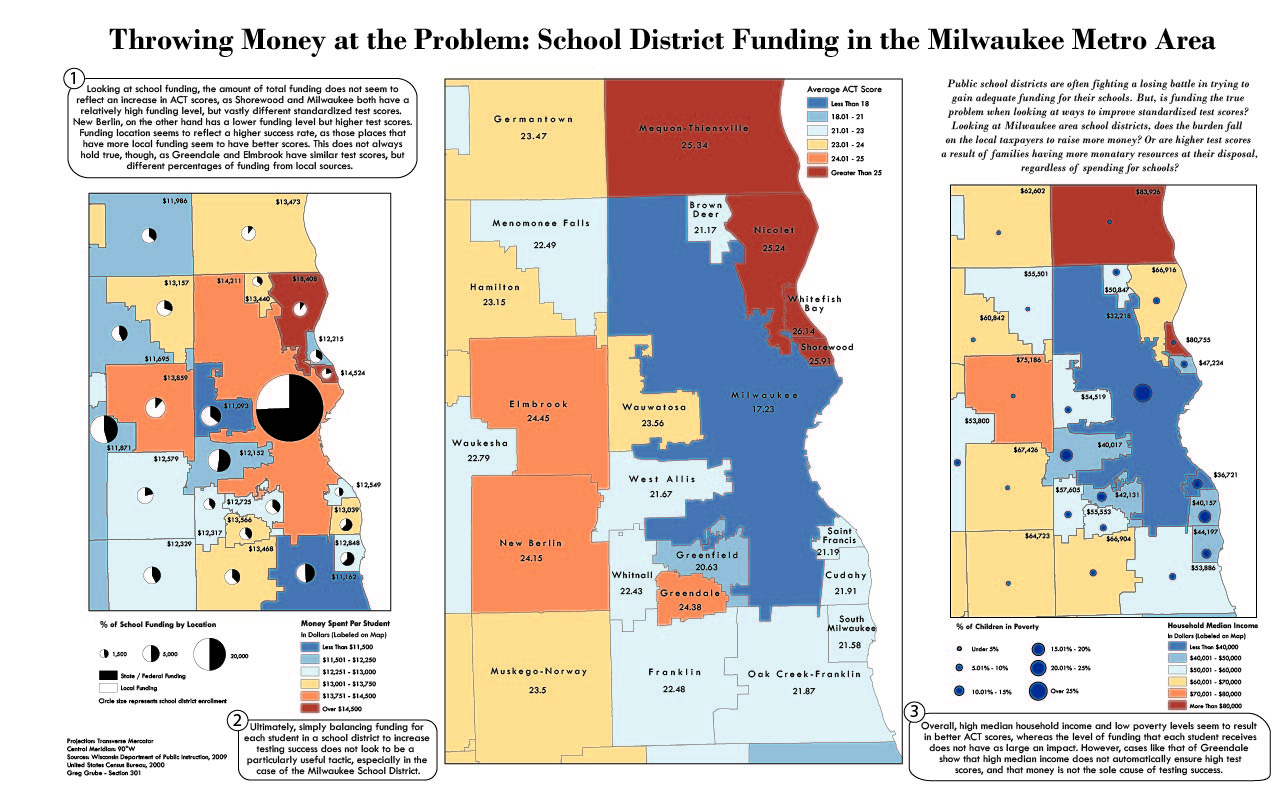 Throwing Money at the Problem: School District Funding in the Milwaukee Metro Area
1
Looking at school funding, the amount of total funding does not seem to
reflect an increase in ACT scores, as Shorewood and Milwaukee both have a
relatively high funding level, but vastly different standardized test scores.
New Berlin, on the other hand has a lower funding level but higher test scores.
Funding location seems to reflect a higher success rate, as those places that
have more local funding seem to have better scores. This does not always
hold true, though, as Greendale and Elmbrook have similar test scores, but
different percentages of funding from local sources.
$11,986
$13,473
$13,157
$14,211
$18,408
$13,440
$12,215
$11,695
$14,524
$13,859
$11,093
$11,871
$12,579
$12,152
$12,549
$12,725
$13,039
$13,566
$12,317
$12,329
$13,468
$12,848
$11,162
% of School Funding by Location
1,500
5,000
20,000
State / Federal Funding
Local Funding
Circle size represents school district enrollment
Money Spent Per Student
In Dollars (Labeled on Map)
Less Than $11,500
$11,501 - $12,250
$12,251 - $13,000
$13,001 - $13,750
$13,751 - $14,500
Over $14,500
Projection: Transverse Mercator
Central Meridian: 90°W
Sources: Wisconsin Department of Public Instruction, 2009
United States Census Bureau, 2000
Greg Grube - Section 301
2
Ultimately, simply balancing funding for
each student in a school district to increase
testing success does not look to be a
particularly useful tactic, especially in the
case of the Milwaukee School District.
Average ACT Score
Less Than 18
18.01 - 21
21.01 - 23
23.01 - 24
24.01 - 25
Greater Than 25
Germantown
23.47
Mequon-Thiensville
25.34
Menomonee Falls
22.49
Brown
Deer
21.17
Nicolet
25.24
Hamilton
23.15
Whitefish
Bay
26.14
Shorewood
25.91
Elmbrook
24.45
Wauwatosa
23.56
Milwaukee
17.23
Waukesha
22.79
West Allis
21.67
New Berlin
24.15
Greenfield
20.63
Saint
Francis
21.19
Whitnall
22.43
Greendale
24.38
Cudahy
21.91
South
Milwaukee
21.58
Muskego-Norway
23.5
Franklin
22.48
Oak Creek-Franklin
21.87
Public school districts are often fighting a losing battle in trying to
gain adequate funding for their schools. But, is funding the true
problem when looking at ways to improve standardized test scores?
Looking at Milwaukee area school districts, does the burden fall
on the local taxpayers to raise more money? Or are higher test scores
a result of families having more monatary resources at their disposal,
regardless of spending for schools?
$62,602
$83,926
$55,501
$66,916
$50,847
$60,842
$32,218
$80,755
$75,186
$47,224
$54,519
$53,800
$40,017
$67,426
$36,721
$57,605
$42,131
$40,157
$55,553
$44,197
$64,723
$66,904
$53,886
% of Children in Poverty
Under 5%
5.01% - 10%
10.01% - 15%
15.01% - 20%
20.01% - 25%
Over 25%
Household Median Income
In Dollars (Labeled on Map)
Less Than $40,000
$40,001 - $50,000
$50,001 - $60,000
$60,001 - $70,000
$70,001 - $80,000
More Than $80,000
3
Overall, high median household income and low poverty levels seem to result
in better ACT scores, whereas the level of funding that each student receives
does not have as large an impact. However, cases like that of Greendale
show that high median income does not automatically ensure high test
scores, and that money is not the sole cause of testing success.